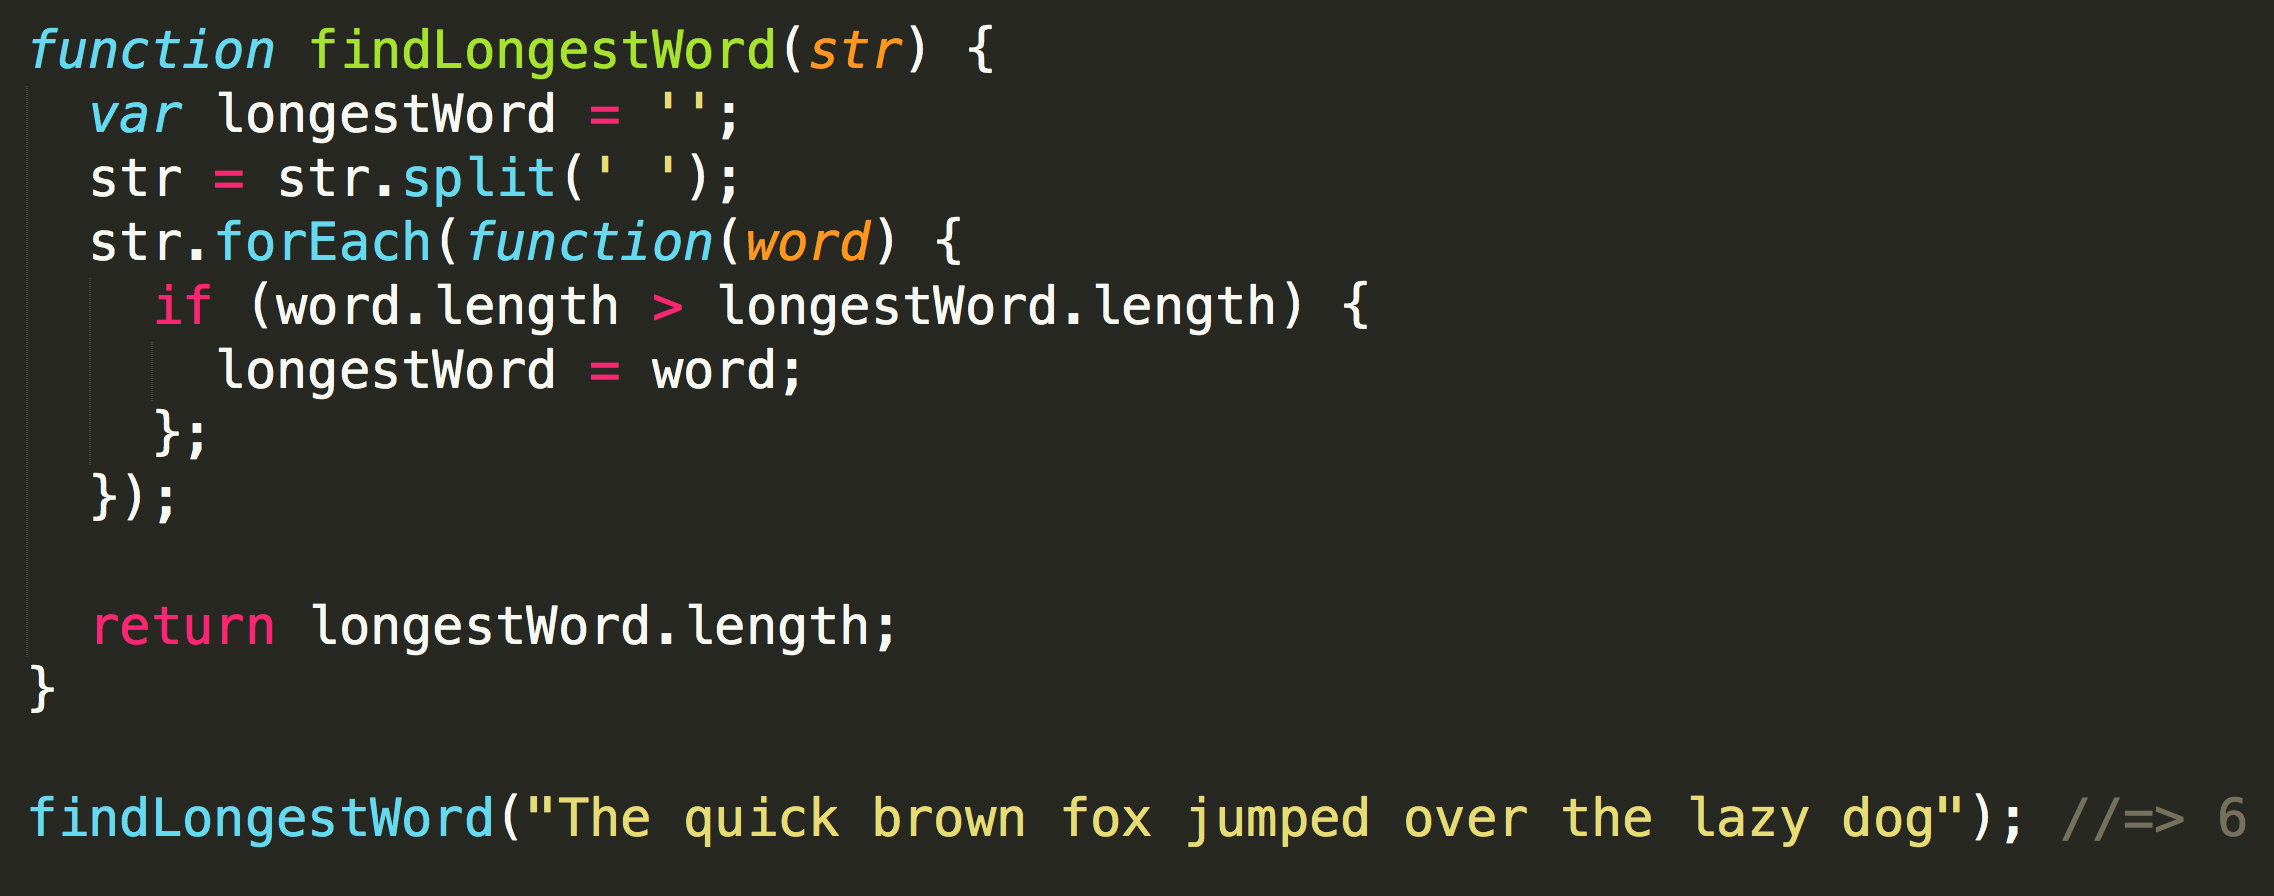 function findLongestWord(str) {
  var longestWord = '';
  str = str.split(' ');
  str.forEach(function(word) {
    if (word.length > longestWord.length) {
      longestWord = word;
    };
  });

  return longestWord.length;
}

findLongestWord("The quick brown fox jumped over the lazy dog"); //=> 6